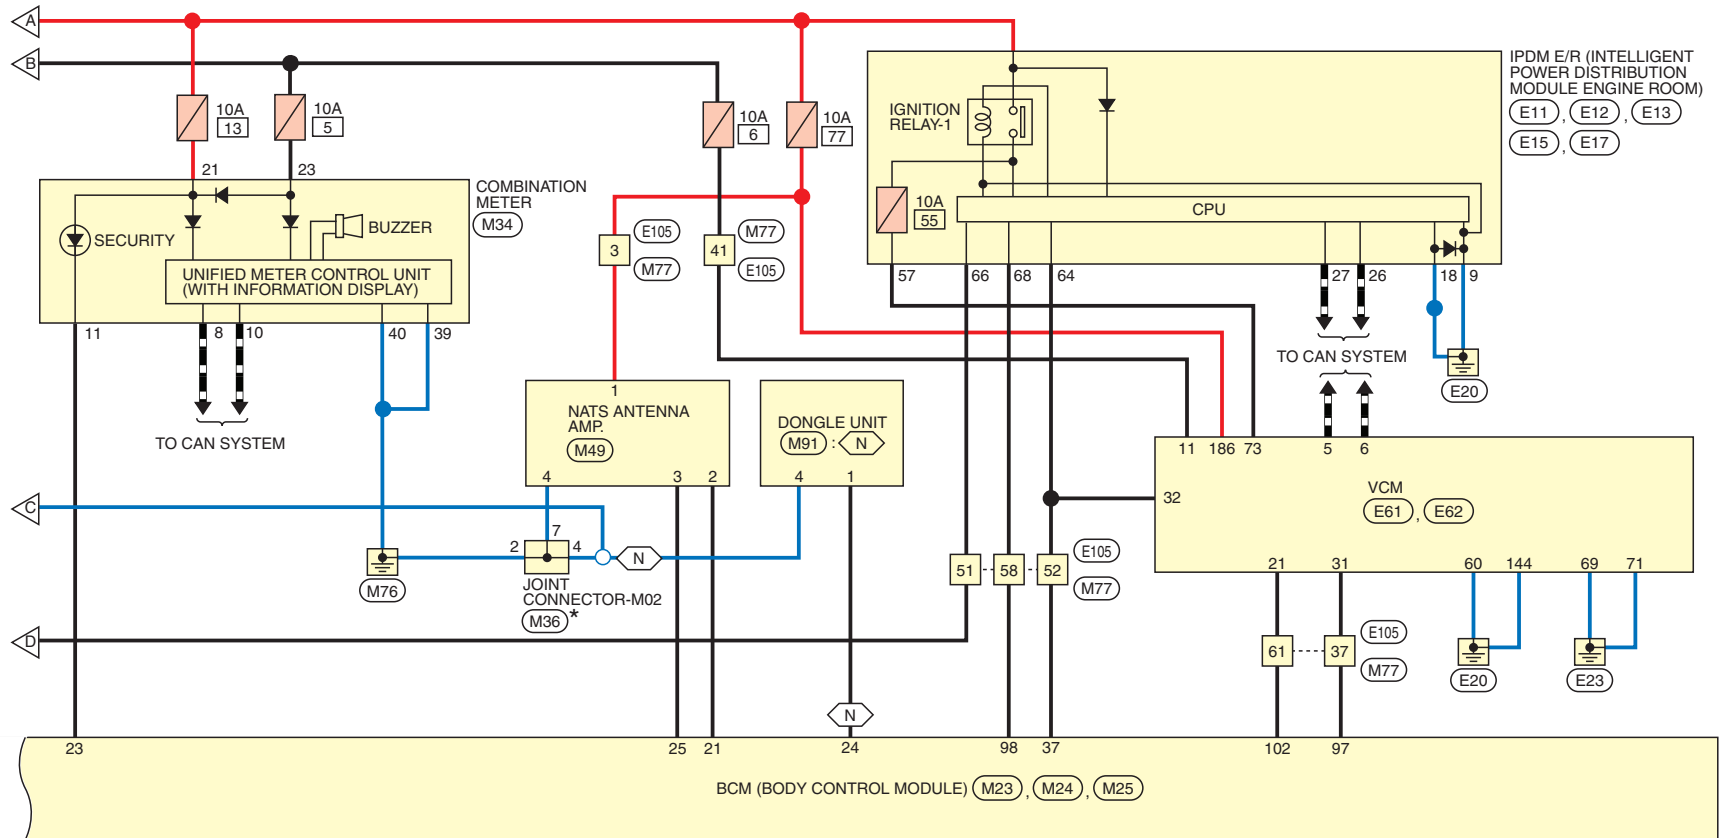 A
B
10A
13
10A
5
10A
6
10A
77
IGNITION
RELAY-1
IPDM E/R (INTELLIGENT
POWER DISTRIBUTION
MODULE ENGINE ROOM)
E11 , E12 , E13
E15 , E17
21
23
COMBINATION
METER
M34
SECURITY
BUZZER
UNIFIED METER CONTROL UNIT
(WITH INFORMATION DISPLAY)
10A
55
CPU
3
E105
M77
41
M77
E105
57
66
68
64
27
26
18
9
11
8
10
40
39
TO CAN SYSTEM
TO CAN SYSTEM
E20
1
NATS ANTENNA
AMP.
M49
4
3
2
DONGLE UNIT
M91 : N
4
1
11
186
73
5
6
32
VCM
E61 , E62
21
31
60
144
69
71
C
7
2
4
N
M76
JOINT
CONNECTOR-M02
M36 *
51
58
52
E105
M77
D
61
37
E105
M77
E20
E23
N
23
25
21
24
98
37
102
97
BCM (BODY CONTROL MODULE) M23 , M24 , M25